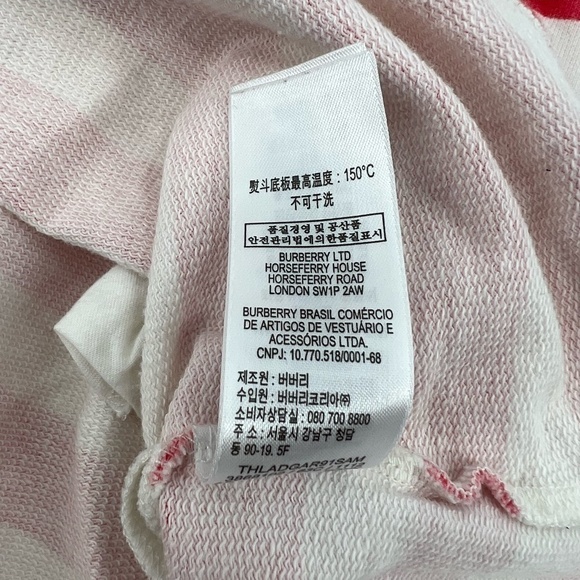 熨斗底板最高温度 : 150°C
不可干洗
품질경영 및 공산품
안전관리법에의한품질표시
BURBERRY LTD
HORSEFERRY HOUSE
HORSEFERRY ROAD
LONDON SW1P 2AW
BURBERRY BRASIL COMÉRCIO
DE ARTIGOS DE VESTUÁRIO E
ACESSÓRIOS LTDA.
CNPJ: 10.770.518/0001-68
제조원 : 버버리
수입원 : 버버리코리아㈜
소비자상담실 : 080 700 8800
주소 : 서울시 강남구 청담
동 90-19. 5F
THLADGAR91SAM